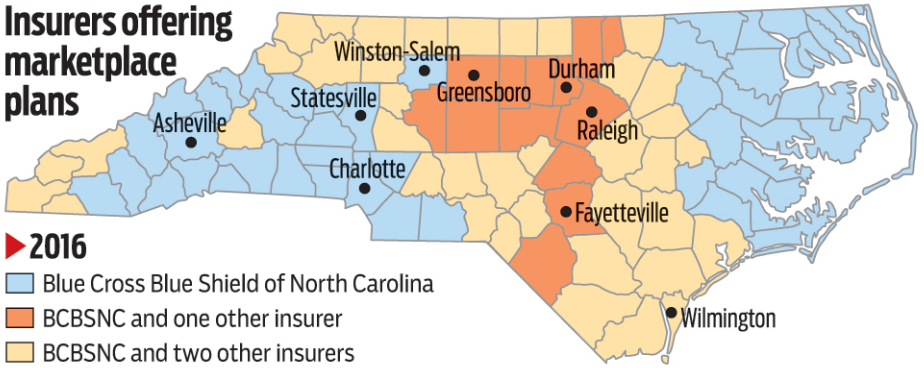 Insurers offering
marketplace
plans
Winston-Salem
Durham
Greensboro
Statesville
Asheville
Raleigh
Charlotte
Fayetteville
2016
Blue Cross Blue Shield of North Carolina
BCBSNC and one other insurer
BCBSNC and two other insurers
Wilmington